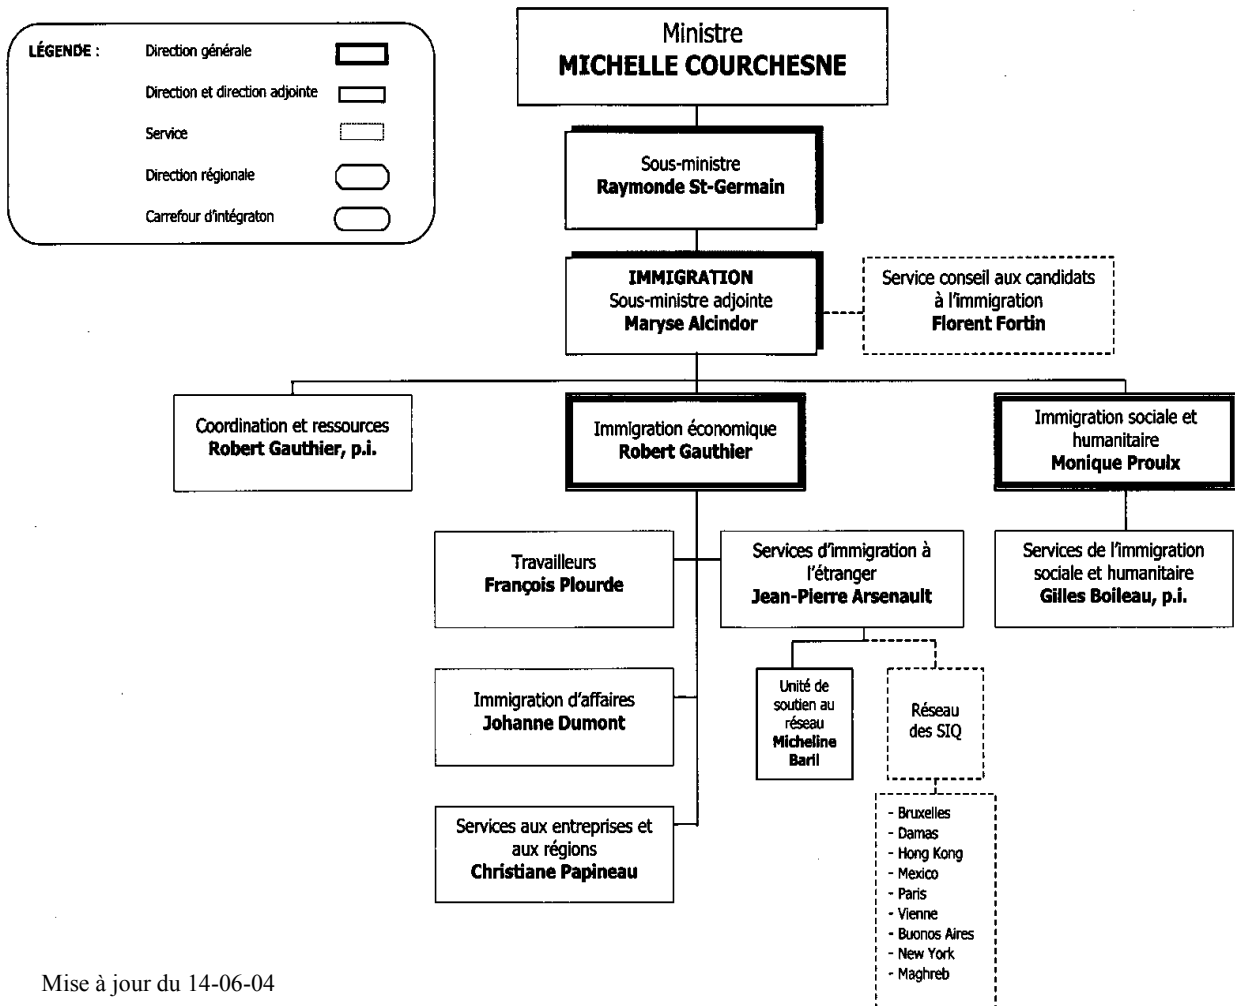 LÉGENDE :
Direction générale
Direction et direction adjointe
Service
Direction régionale
Carrefour d'intégraton
Ministre
MICHELLE COURCHESNE
Sous-ministre
Raymonde St-Germain
IMMIGRATION
Sous-ministre adjointe
Maryse Alcindor
Service conseil aux candidats
à l'immigration
Florent Fortin
Coordination et ressources
Robert Gauthier, p.i.
Immigration économique
Robert Gauthier
Immigration sociale et
humanitaire
Monique Proulx
Travailleurs
François Plourde
Services d'immigration à
l'étranger
Jean-Pierre Arsenault
Services de l'immigration
sociale et humanitaire
Gilles Boileau, p.i.
Immigration d'affaires
Johanne Dumont
Unité de
soutien au
réseau
Micheline
Baril
Réseau
des SIQ
Services aux entreprises et
aux régions
Christiane Papineau
- Bruxelles
- Damas
- Hong Kong
- Mexico
- Paris
- Vienne
- Buonos Aires
- New York
- Maghreb
Mise à jour du 14-06-04